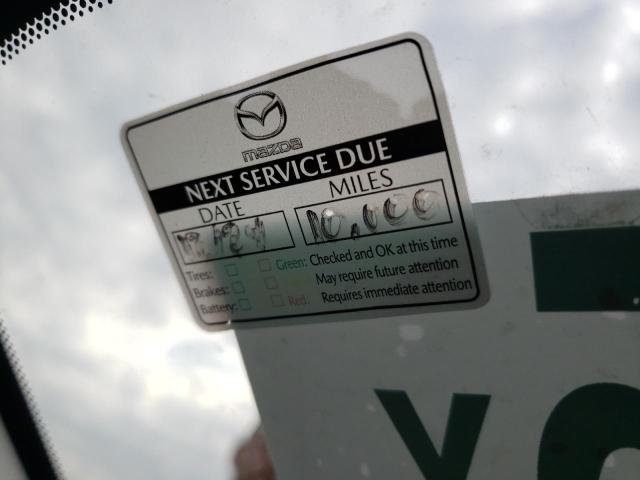 mazda
NEXT SERVICE DUE
DATE MILES
10,000
Tires: Green: Checked and OK at this time
Brakes: May require future attention
Battery: Red: Requires immediate attention